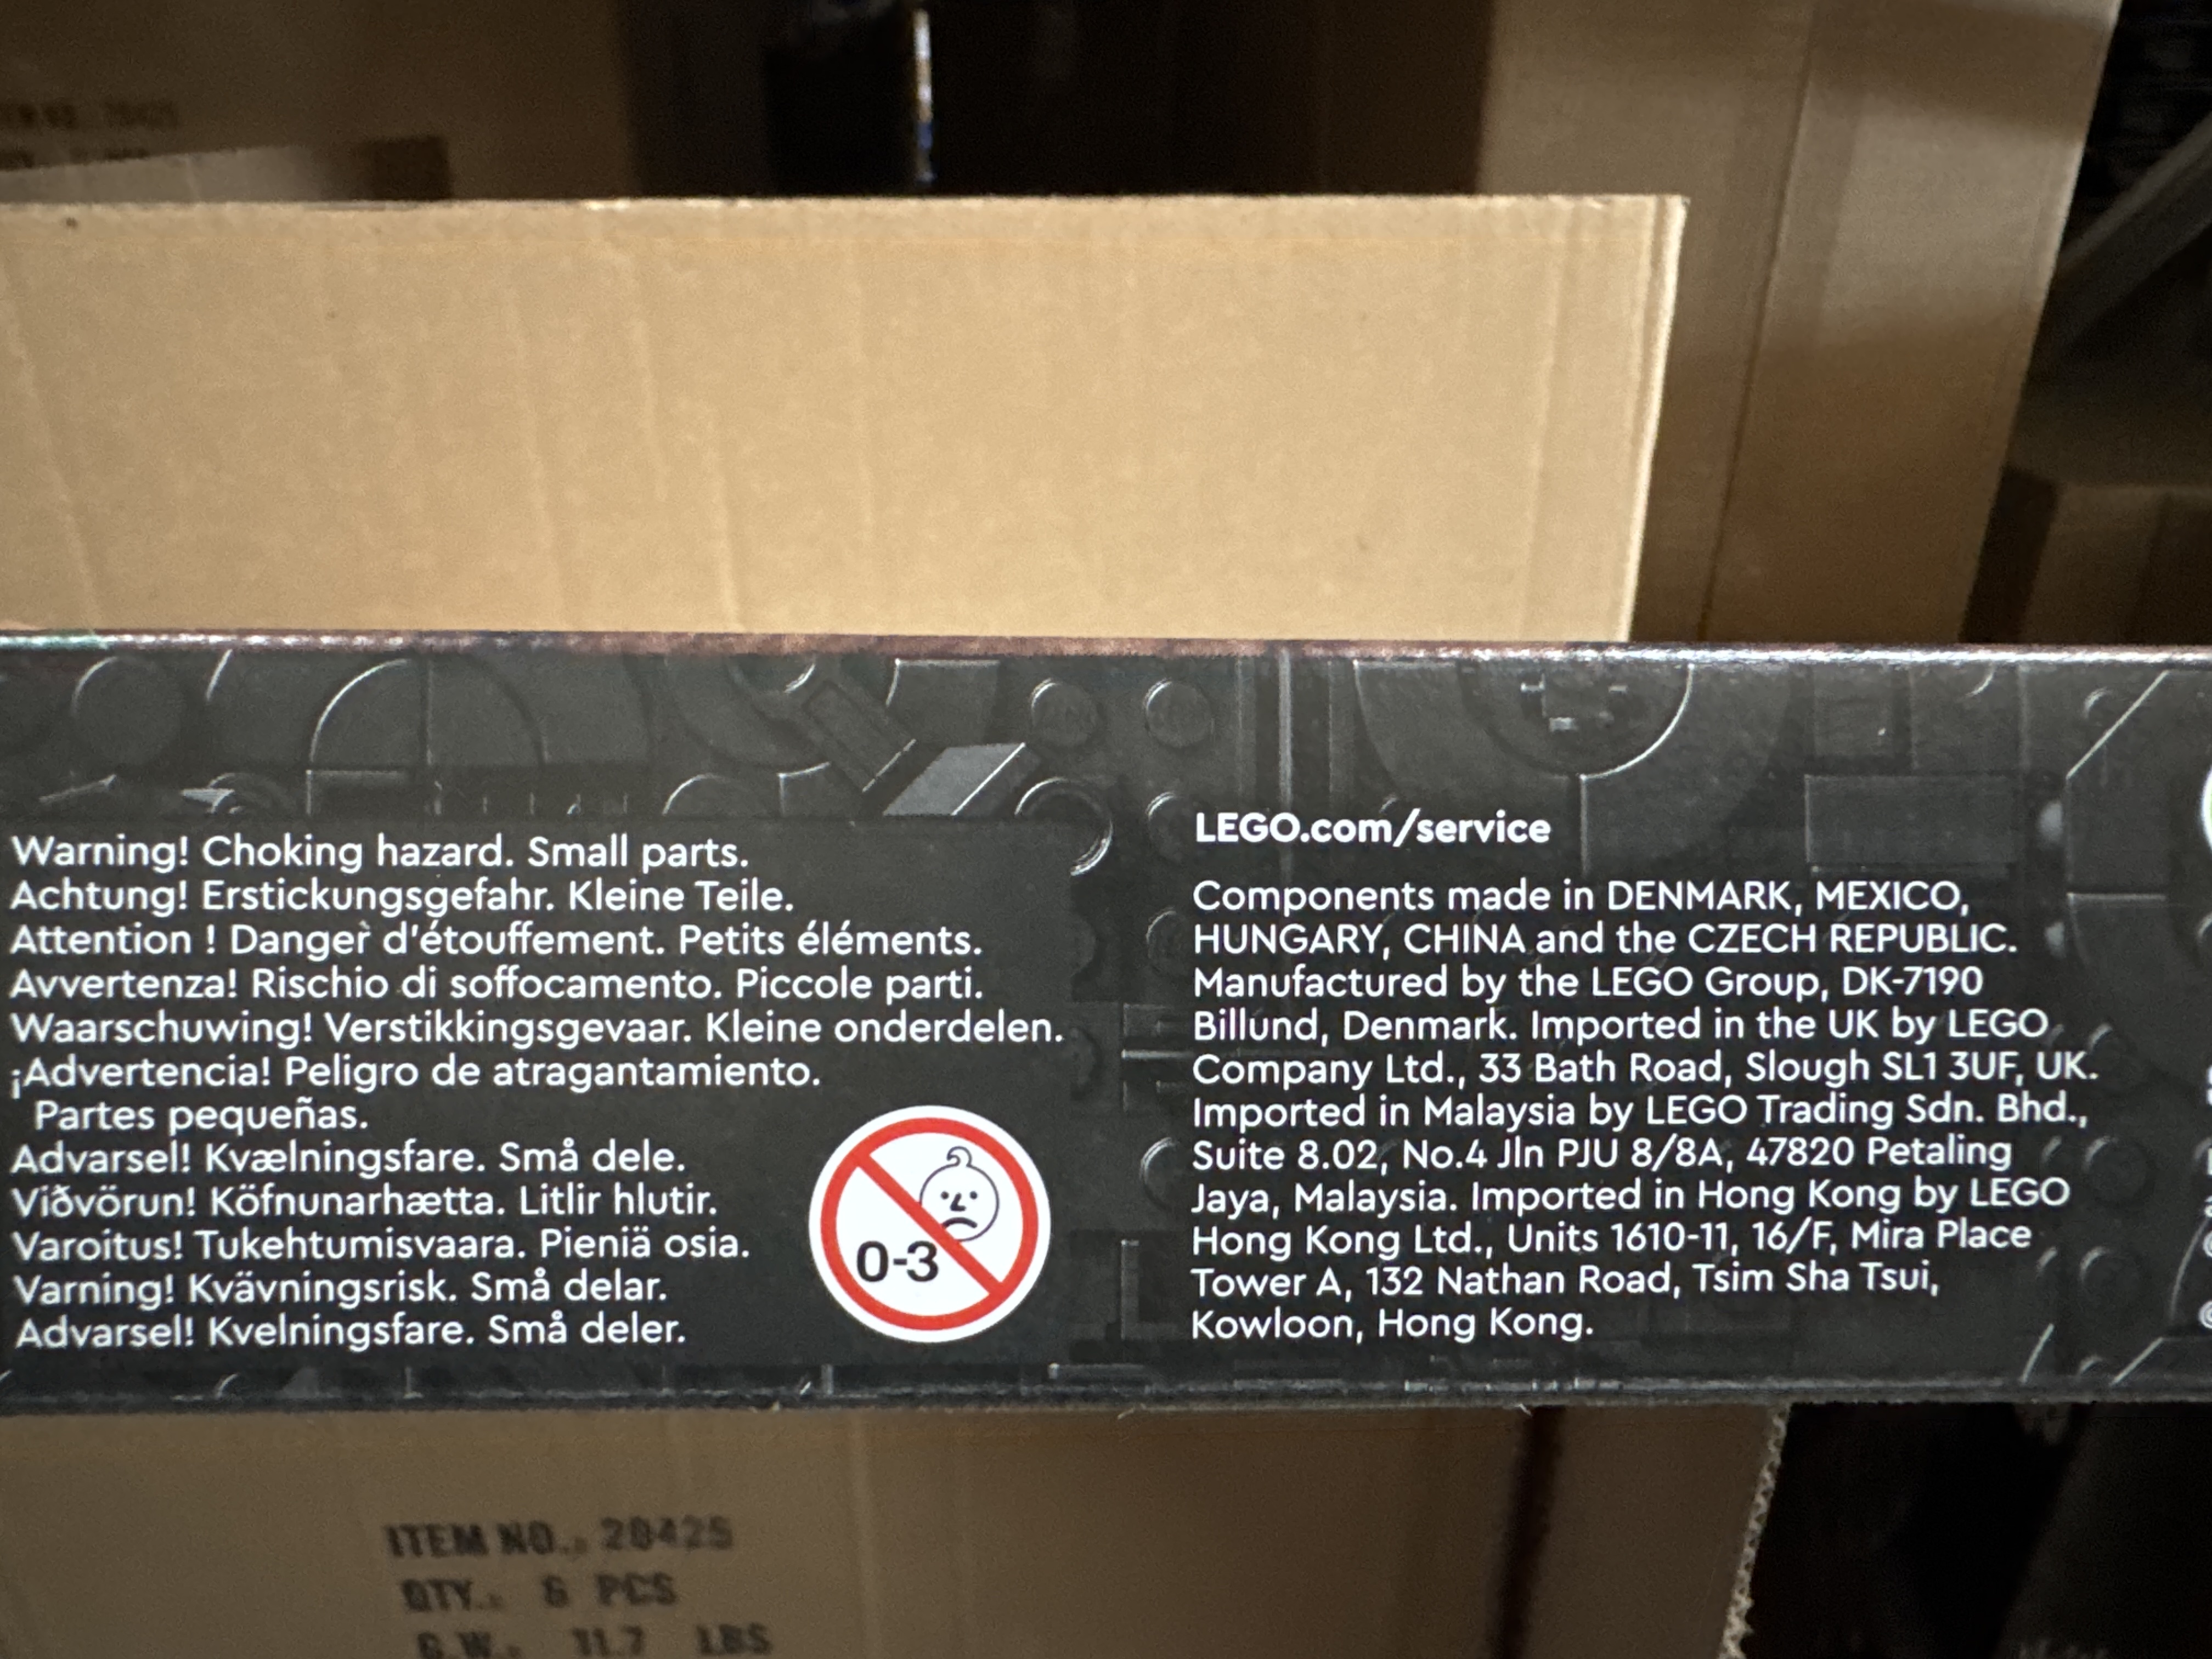 Warning! Choking hazard. Small parts.
Achtung! Erstickungsgefahr. Kleine Teile.
Attention ! Danger d'étouffement. Petits éléments.
Avvertenza! Rischio di soffocamento. Piccole parti.
Waarschuwing! Verstikkingsgevaar. Kleine onderdelen.
¡Advertencia! Peligro de atragantamiento.
Partes pequeñas.
Advarsel! Kvælningsfare. Små dele.
Viðvörun! Köfnunarhætta. Litlir hlutir.
Varoitus! Tukehtumisvaara. Pieniä osia.
Varning! Kvävningsrisk. Små delar.
Advarsel! Kvelningsfare. Små deler.
0-3
LEGO.com/service
Components made in DENMARK, MEXICO,
HUNGARY, CHINA and the CZECH REPUBLIC.
Manufactured by the LEGO Group, DK-7190
Billund, Denmark. Imported in the UK by LEGO
Company Ltd., 33 Bath Road, Slough SL1 3UF, UK.
Imported in Malaysia by LEGO Trading Sdn. Bhd.,
Suite 8.02, No.4 Jln PJU 8/8A, 47820 Petaling
Jaya, Malaysia. Imported in Hong Kong by LEGO
Hong Kong Ltd., Units 1610-11, 16/F, Mira Place
Tower A, 132 Nathan Road, Tsim Sha Tsui,
Kowloon, Hong Kong.
ITEM NO.: 28425
QTY.: 6 PCS
G.W.: 11.7 LBS